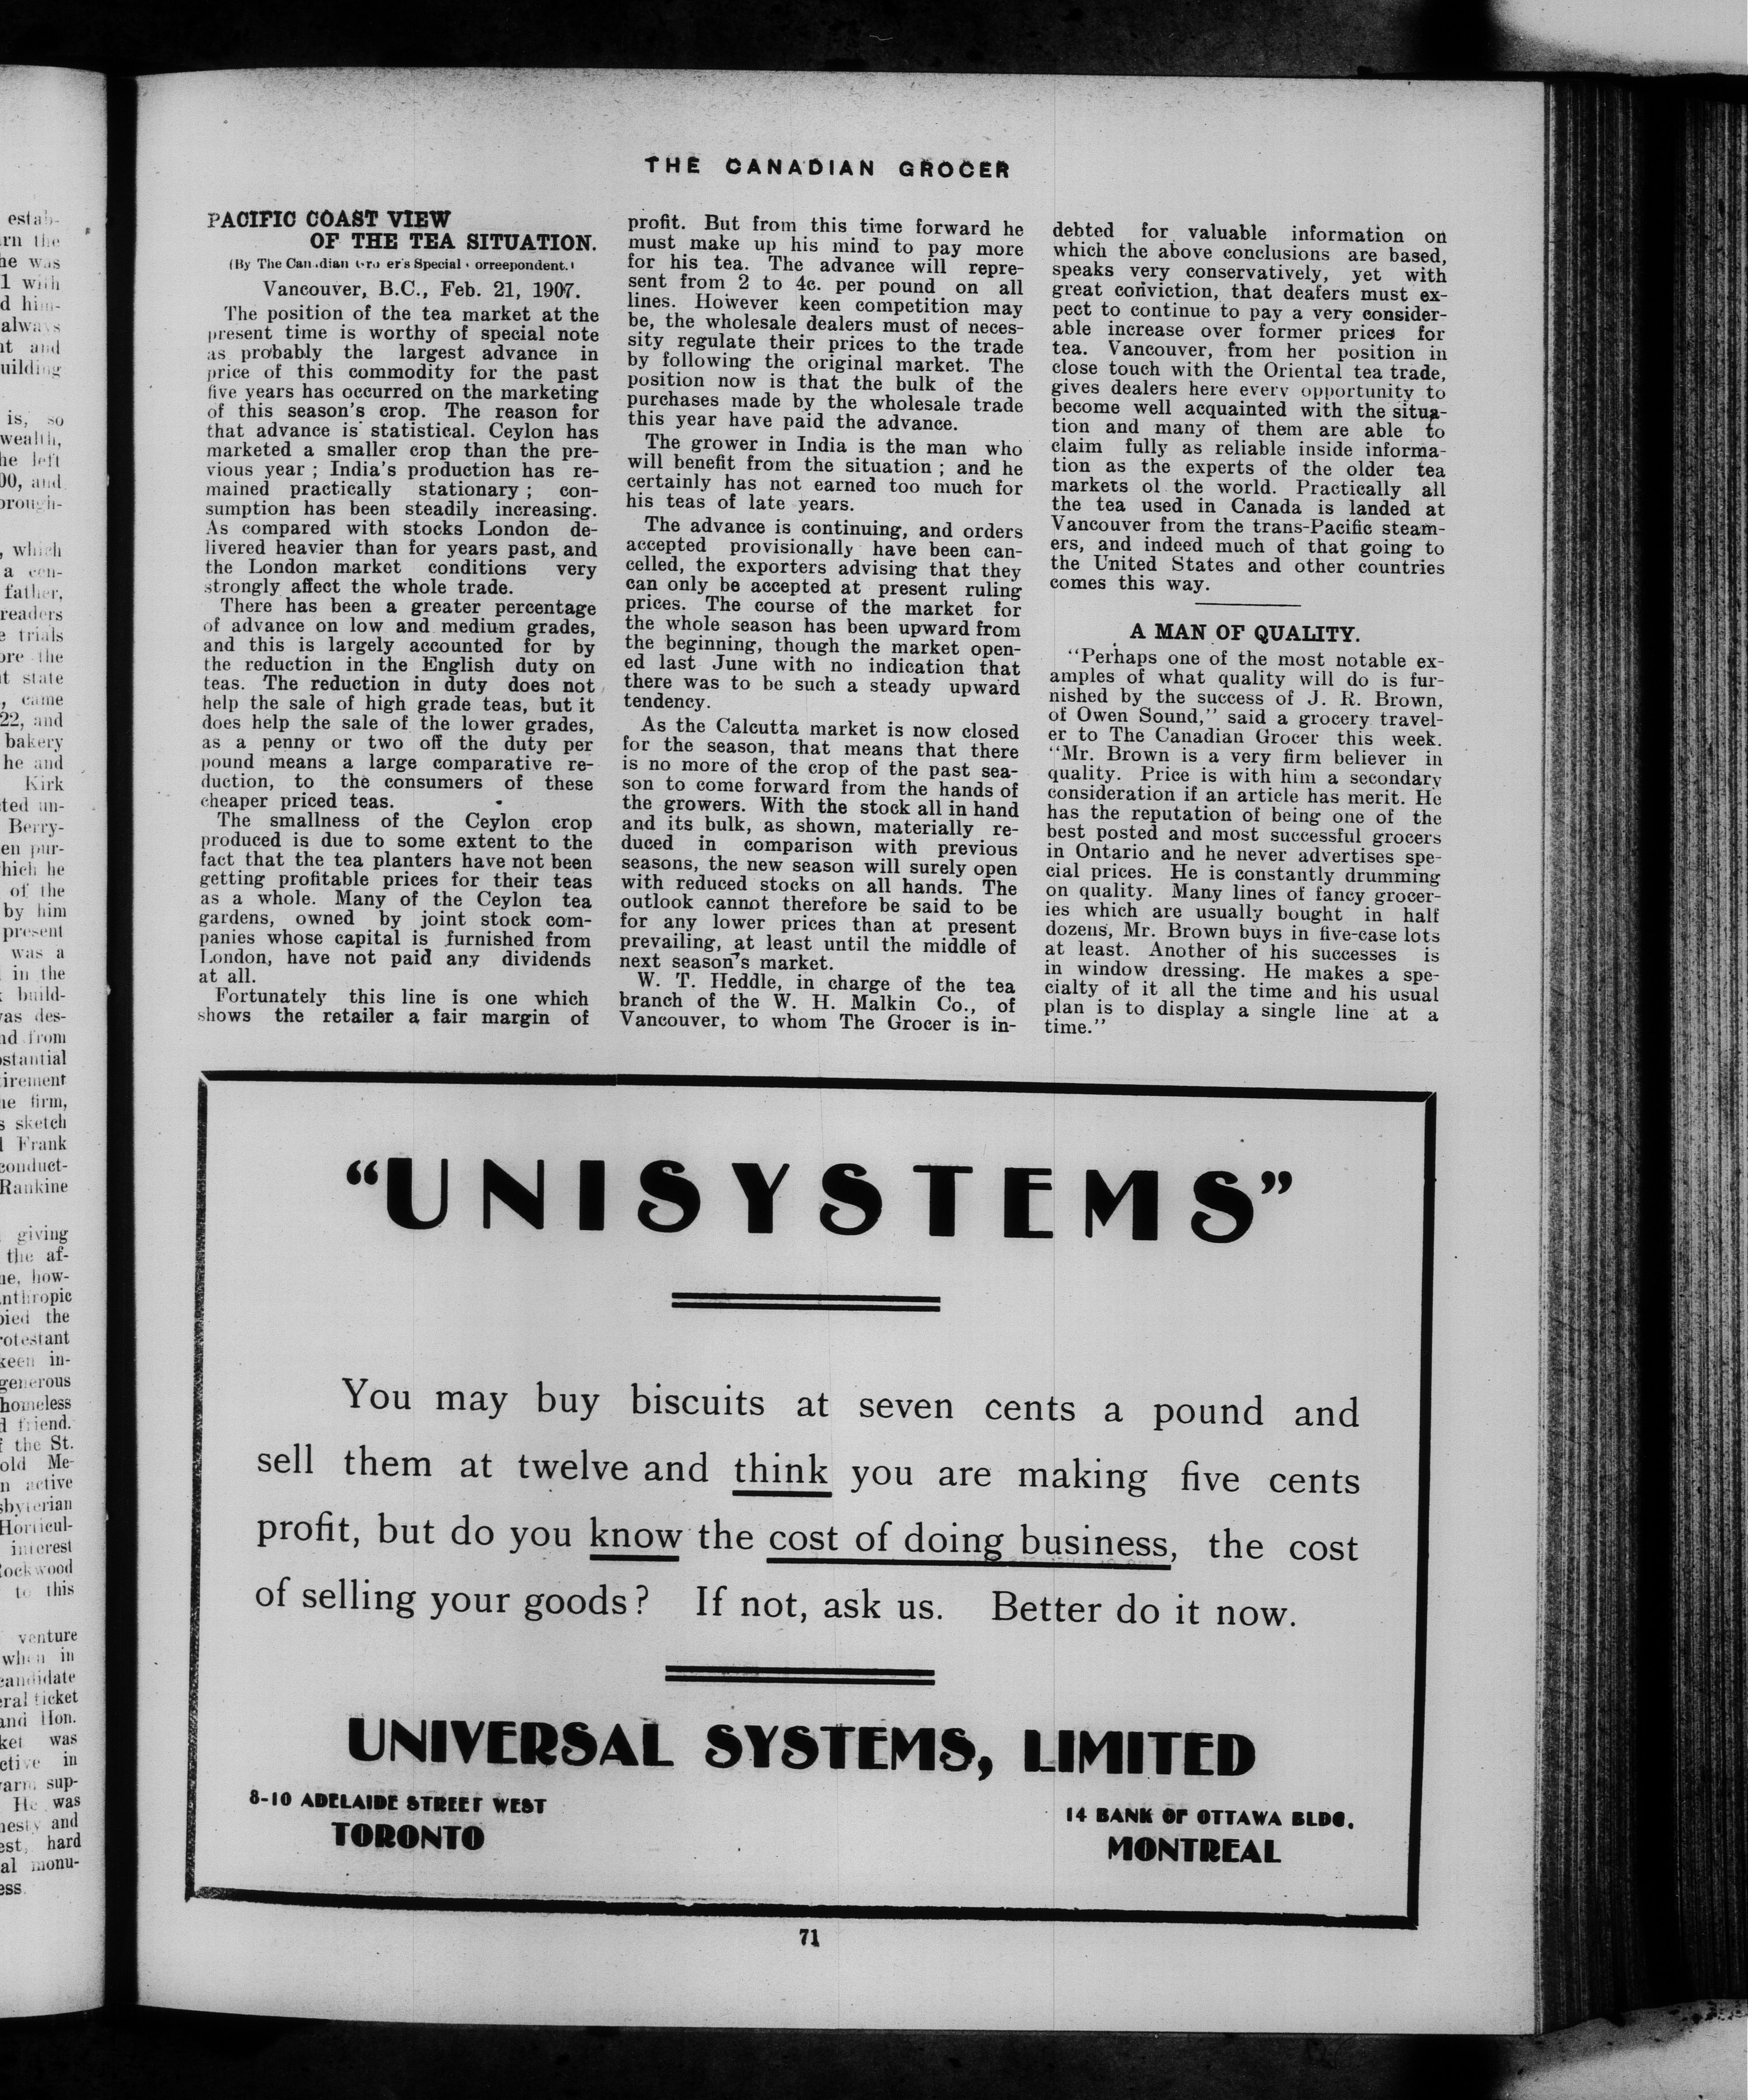 THE CANADIAN GROCER
PACIFIC COAST VIEW
OF THE TEA SITUATION.
(By The Canadian Special orreepondent.)
Vancouver, B.C., Feb. 21, 1907.
The position of the tea market at the
present time is worthy of special note
as probably the largest advance in
price of this commodity for the past
five years has occurred on the marketing
of this season's crop. The reason for
that advance is statistical. Ceylon has
marketed a smaller crop than the pre-
vious year ; India's production has re-
mained practically stationary ; con-
sumption has been steadily increasing.
As compared with stocks London de-
livered heavier than for years past, and
the London market conditions very
strongly affect the whole trade.
There has been a greater percentage
of advance on low and medium grades,
and this is largely accounted for by
the reduction in the English duty on
teas. The reduction in duty does not
help the sale of high grade teas, but it
does help the sale of the lower grades,
as a penny or two off the duty per
pound means a large comparative re-
duction, to the consumers of these
cheaper priced teas.
The smallness of the Ceylon crop
produced is due to some extent to the
fact that the tea planters have not been
getting profitable prices for their teas
as a whole. Many of the Ceylon tea
gardens, owned by joint stock com-
panies whose capital is furnished from
London, have not paid any dividends
at all.
Fortunately this line is one which
shows the retailer a fair margin of
profit. But from this time forward he
must make up his mind to pay more
for his tea. The advance will repre-
sent from 2 to 4c. per pound on all
lines. However keen competition may
be, the wholesale dealers must of neces-
sity regulate their prices to the trade
by following the original market. The
position now is that the bulk of the
purchases made by the wholesale trade
this year have paid the advance.
The grower in India is the man who
will benefit from the situation ; and he
certainly has not earned too much for
his teas of late years.
The advance is continuing, and orders
accepted provisionally have been can-
celled, the exporters advising that they
can only be accepted at present ruling
prices. The course of the market for
the whole season has been upward from
the beginning, though the market open-
ed last June with no indication that
there was to be such a steady upward
tendency.
As the Calcutta market is now closed
for the season, that means that there
is no more of the crop of the past sea-
son to come forward from the hands of
the growers. With the stock all in hand
and its bulk, as shown, materially re-
duced in comparison with previous
seasons, the new season will surely open
with reduced stocks on all hands. The
outlook cannot therefore be said to be
for any lower prices than at present
prevailing, at least until the middle of
next season's market.
W. T. Heddle, in charge of the tea
branch of the W. H. Malkin Co., of
Vancouver, to whom The Grocer is in-
debted for valuable information on
which the above conclusions are based,
speaks very conservatively, yet with
great conviction, that dealers must ex-
pect to continue to pay a very consider-
able increase over former prices for
tea. Vancouver, from her position in
close touch with the Oriental tea trade,
gives dealers here every opportunity to
become well acquainted with the situa-
tion and many of them are able to
claim fully as reliable inside informa-
tion as the experts of the older tea
markets ol the world. Practically all
the tea used in Canada is landed at
Vancouver from the trans-Pacific steam-
ers, and indeed much of that going to
the United States and other countries
comes this way.
A MAN OF QUALITY.
"Perhaps one of the most notable ex-
amples of what quality will do is fur-
nished by the success of J. R. Brown,
of Owen Sound," said a grocery travel-
er to The Canadian Grocer this week.
"Mr. Brown is a very firm believer in
quality. Price is with him a secondary
consideration if an article has merit. He
has the reputation of being one of the
best posted and most successful grocers
in Ontario and he never advertises spe-
cial prices. He is constantly drumming
on quality. Many lines of fancy grocer-
ies which are usually bought in half
dozens, Mr. Brown buys in five-case lots
at least. Another of his successes is
in window dressing. He makes a spe-
cialty of it all the time and his usual
plan is to display a single line at a
time."
"UNISYSTEMS"
You may buy biscuits at seven cents a pound and
sell them at twelve and think you are making five cents
profit, but do you know the cost of doing business, the cost
of selling your goods? If not, ask us. Better do it now.
UNIVERSAL SYSTEMS, LIMITED
8-10 ADELAIDE STREET WEST
TORONTO
14 BANK OF OTTAWA BLDG.
MONTREAL
71